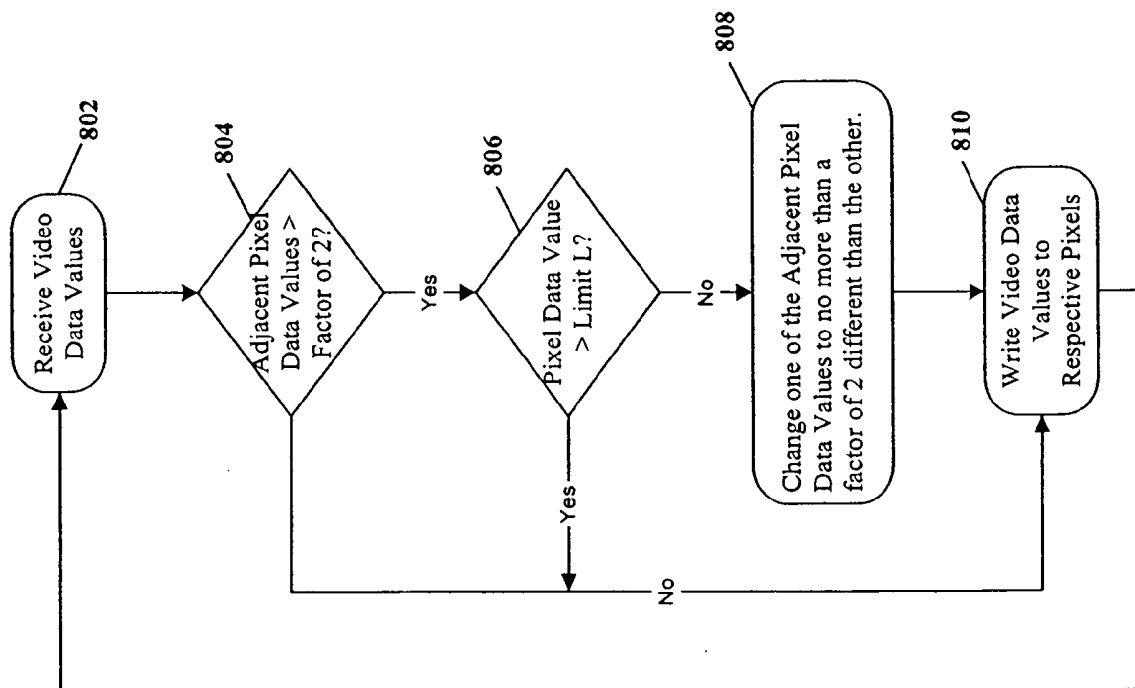 802
Receive Video
Data Values
804
Adjacent Pixel
Data Values >
Factor of 2?
Yes
806
Pixel Data Value
> Limit L?
Yes
No
808
Change one of the Adjacent Pixel
Data Values to no more than a
factor of 2 different than the other.
No
810
Write Video Data
Values to
Respective Pixels